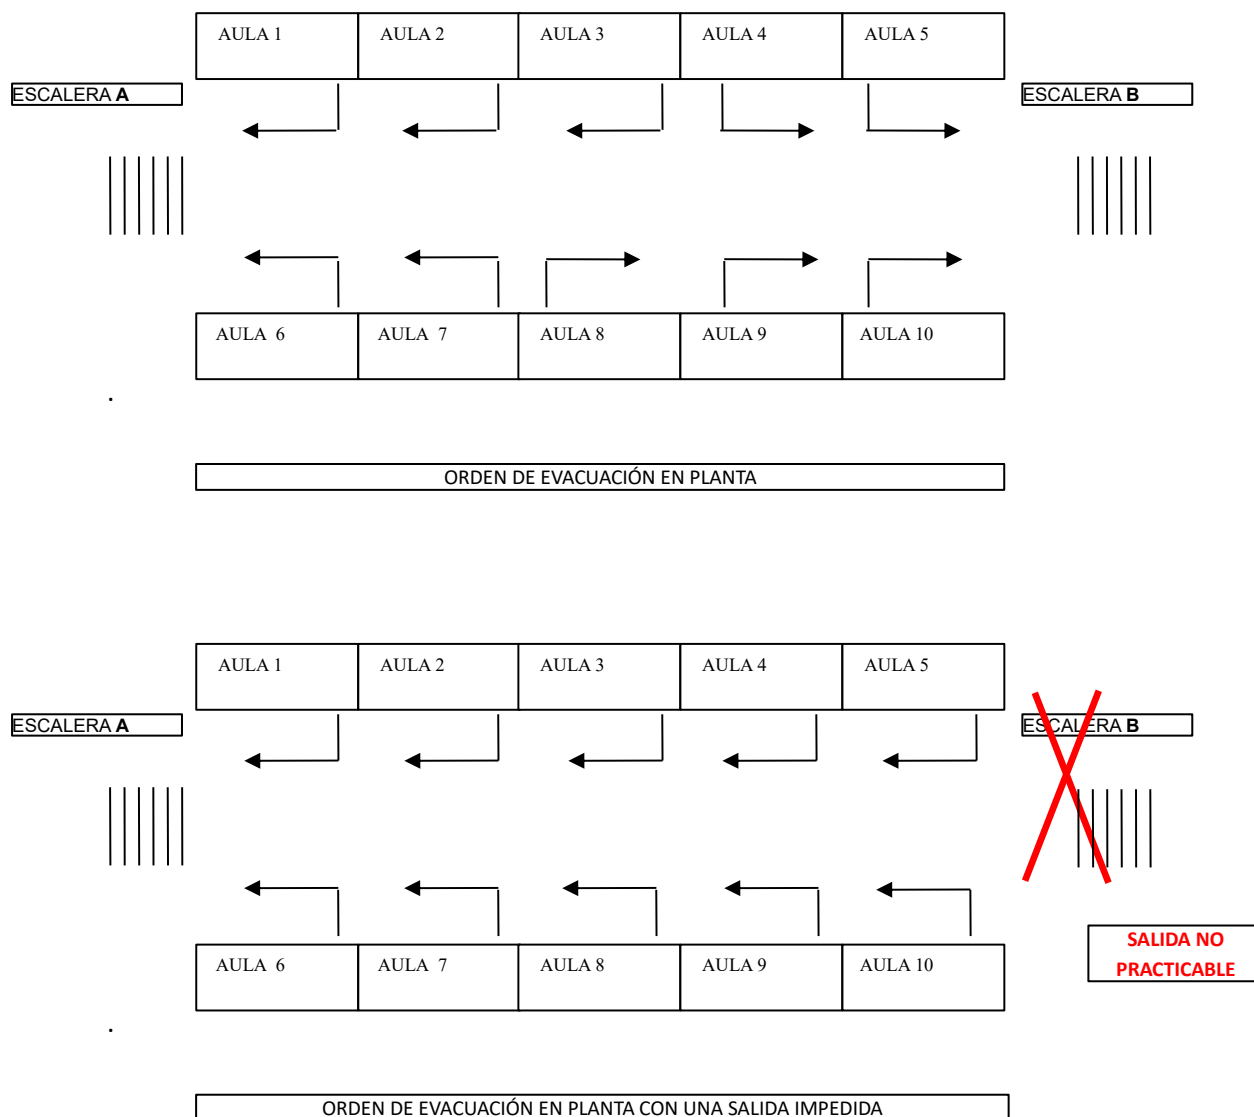 AULA 1
AULA 2
AULA 3
AULA 4
AULA 5
ESCALERA A
ESCALERA B
AULA 6
AULA 7
AULA 8
AULA 9
AULA 10
.
ORDEN DE EVACUACIÓN EN PLANTA
AULA 1
AULA 2
AULA 3
AULA 4
AULA 5
ESCALERA A
ESCALERA B
AULA 6
AULA 7
AULA 8
AULA 9
AULA 10
SALIDA NO
PRACTICABLE
.
ORDEN DE EVACUACIÓN EN PLANTA CON UNA SALIDA IMPEDIDA